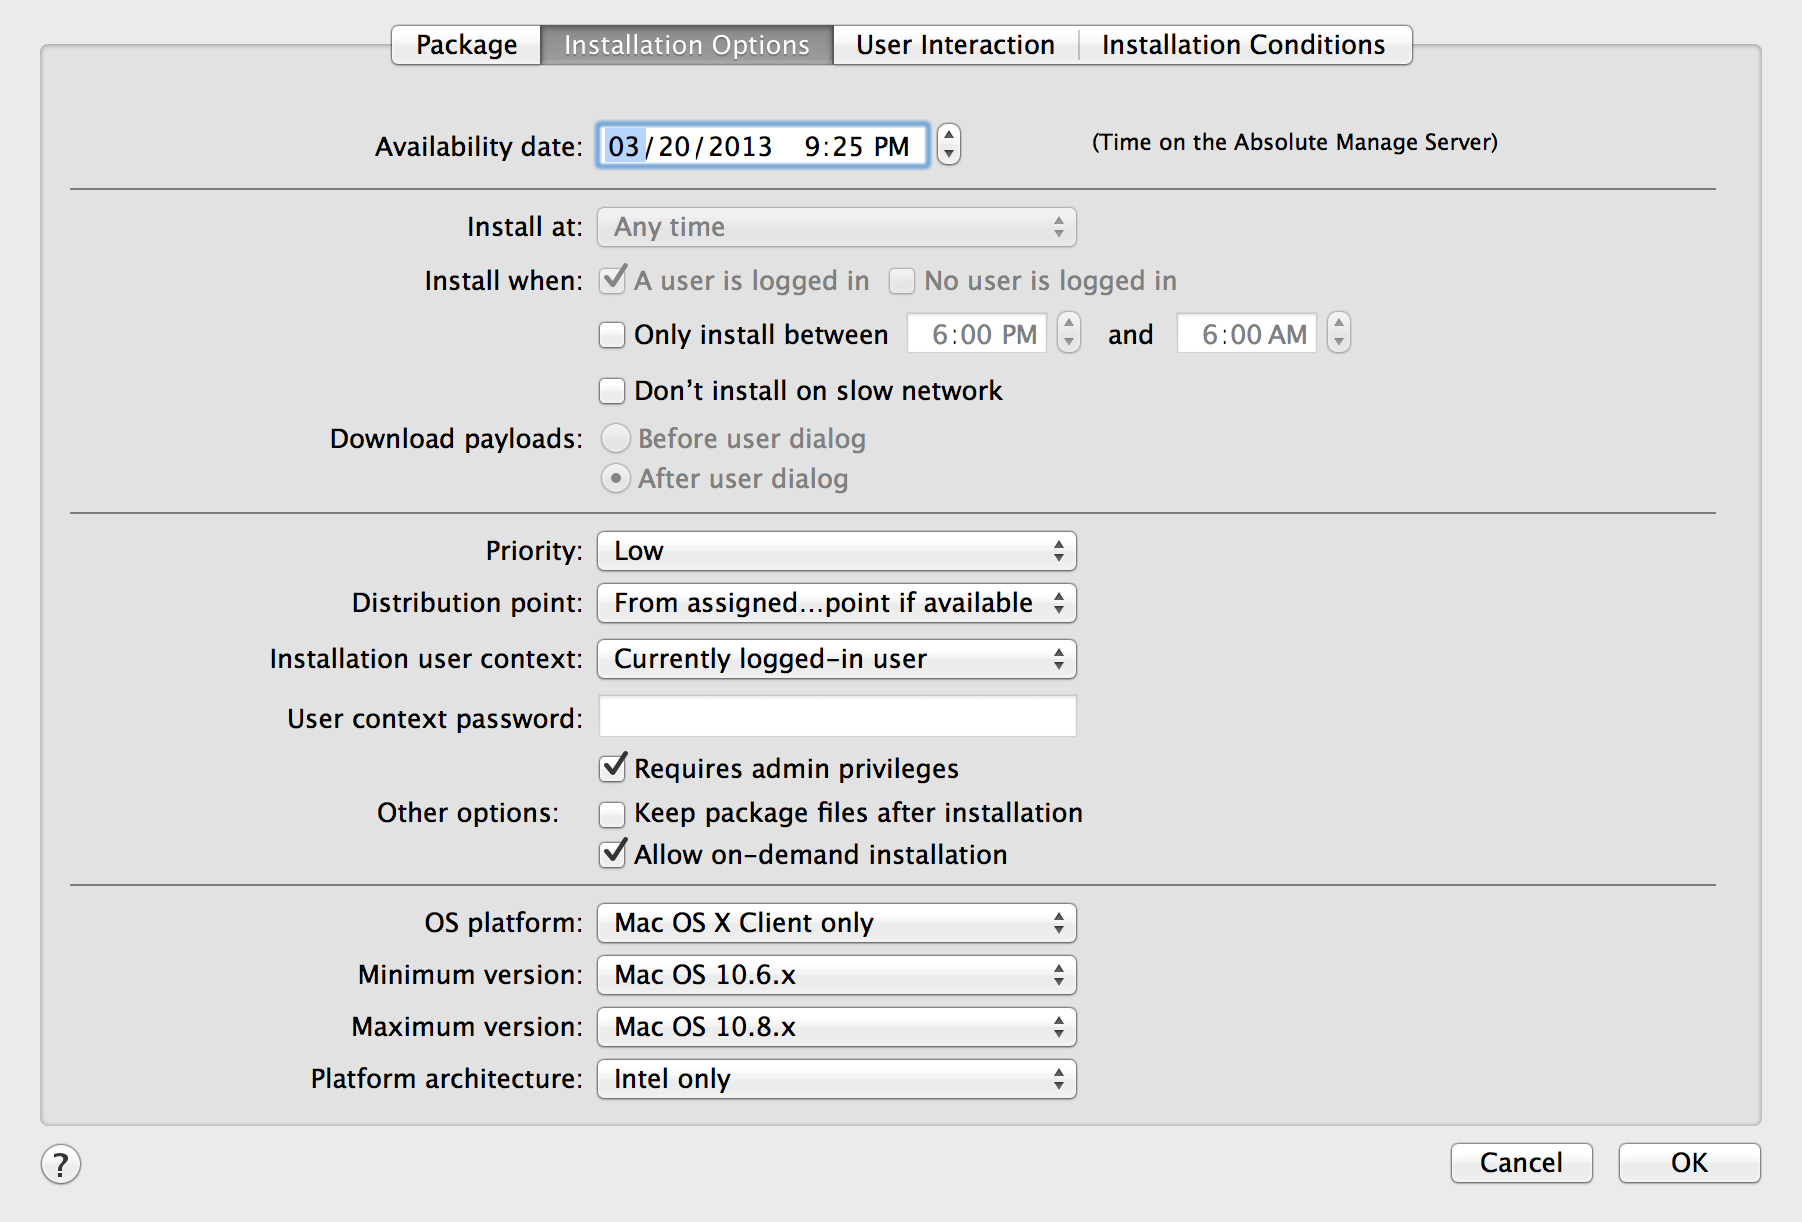 Package Installation Options User Interaction Installation Conditions
Availability date: 03/20/2013 9:25 PM (Time on the Absolute Manage Server)
Install at: Any time
Install when: A user is logged in No user is logged in
Only install between 6:00 PM and 6:00 AM
Don’t install on slow network
Download payloads: Before user dialog
After user dialog
Priority: Low
Distribution point: From assigned...point if available
Installation user context: Currently logged-in user
User context password:
Requires admin privileges
Other options: Keep package files after installation
Allow on-demand installation
OS platform: Mac OS X Client only
Minimum version: Mac OS 10.6.x
Maximum version: Mac OS 10.8.x
Platform architecture: Intel only
? Cancel OK